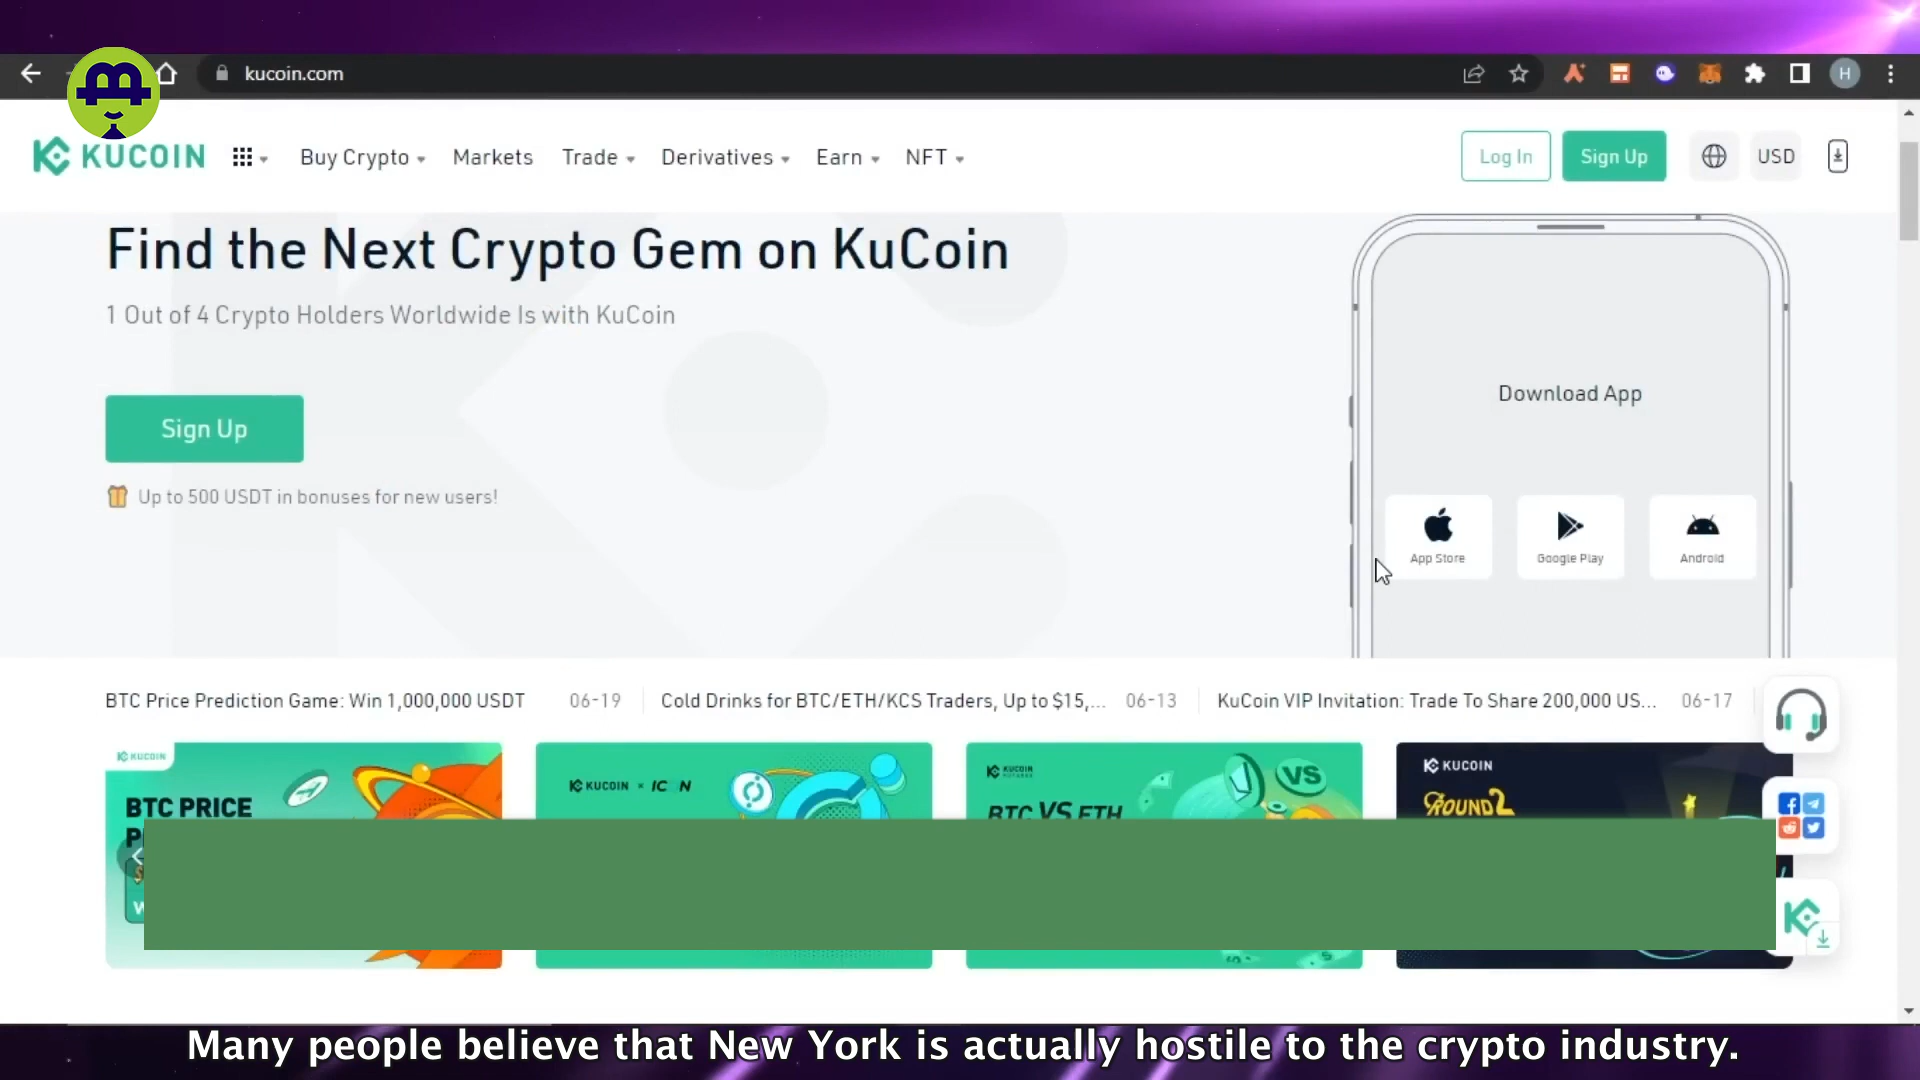 kucoin.com
H
KUCOIN
Buy Crypto
Markets
Trade
Derivatives
Earn
NFT
Log In
Sign Up
USD
Find the Next Crypto Gem on KuCoin
1 Out of 4 Crypto Holders Worldwide Is with KuCoin
Sign Up
Up to 500 USDT in bonuses for new users!
Download App
App Store
Google Play
Android
BTC Price Prediction Game: Win 1,000,000 USDT 06-19
Cold Drinks for BTC/ETH/KCS Traders, Up to $15,... 06-13
KuCoin VIP Invitation: Trade To Share 200,000 US... 06-17
KUCOIN
BTC PRICE
KUCOIN × ICON
KUCOIN
BTC VS ETH
VS
KUCOIN
ROUND 2
Many people believe that New York is actually hostile to the crypto industry.